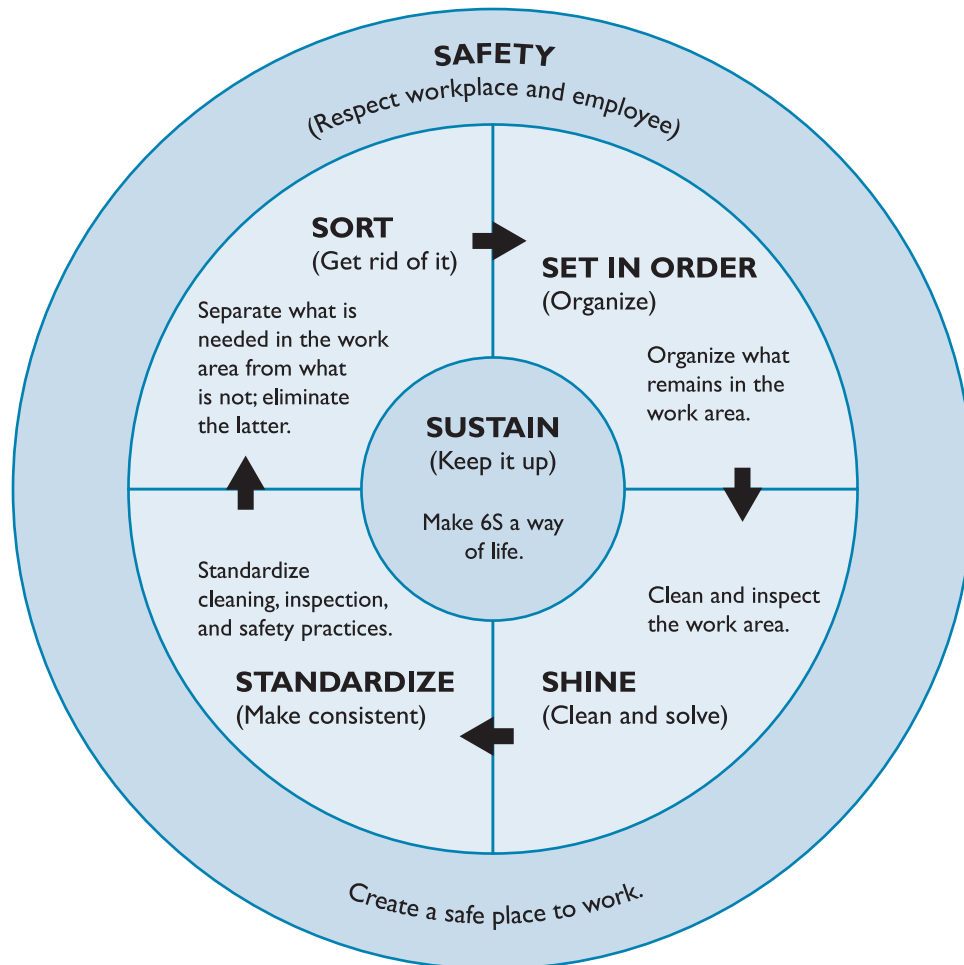 SAFETY
(Respect workplace and employee)
SORT
(Get rid of it)
Separate what is
needed in the work
area from what
is not; eliminate
the latter.
SET IN ORDER
(Organize)
Organize what
remains in the
work area.
SUSTAIN
(Keep it up)
Make 6S a way
of life.
Standardize
cleaning, inspection,
and safety practices.
STANDARDIZE
(Make consistent)
Clean and inspect
the work area.
SHINE
(Clean and solve)
Create a safe place to work.